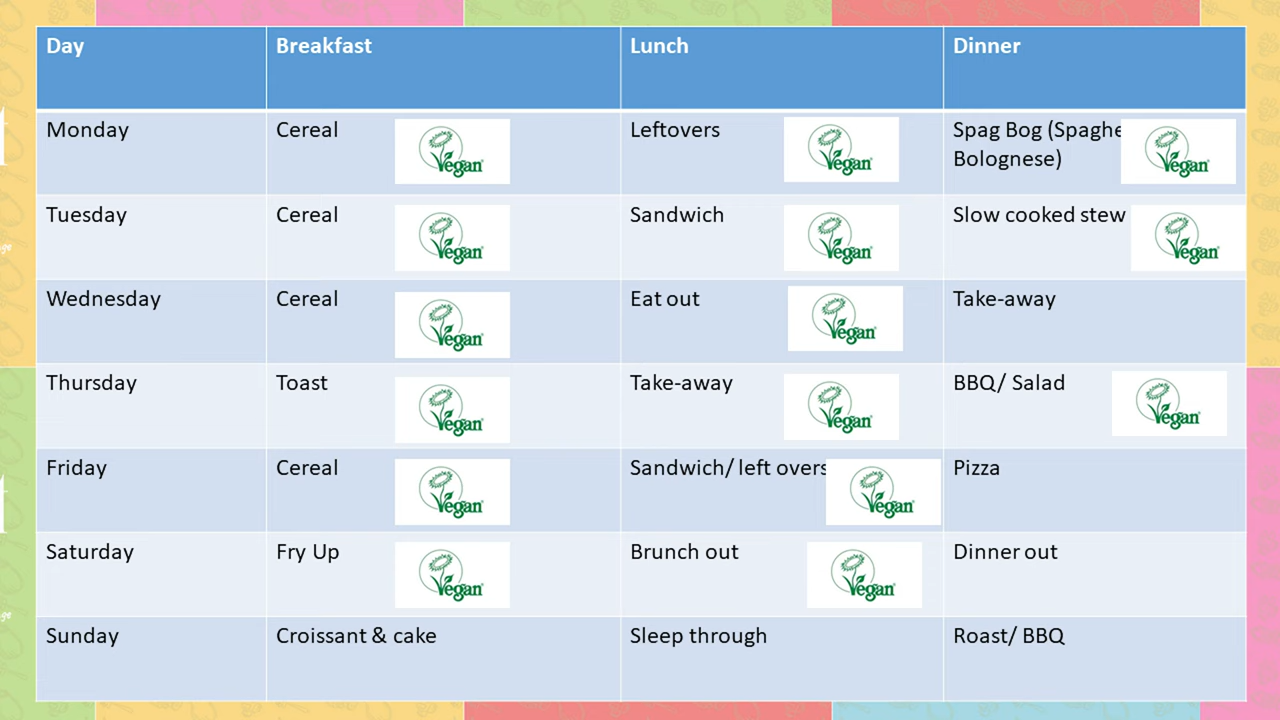 Day
Breakfast
Lunch
Dinner
Monday
Cereal
Vegan
Leftovers
Vegan
Spag Bog (Spaghe
Bolognese)
Vegan
Tuesday
Cereal
Vegan
Sandwich
Vegan
Slow cooked stew
Vegan
Wednesday
Cereal
Vegan
Eat out
Vegan
Take-away
Thursday
Toast
Vegan
Take-away
Vegan
BBQ/ Salad
Vegan
Friday
Cereal
Vegan
Sandwich/ left overs
Vegan
Pizza
Saturday
Fry Up
Vegan
Brunch out
Vegan
Dinner out
Sunday
Croissant & cake
Sleep through
Roast/ BBQ